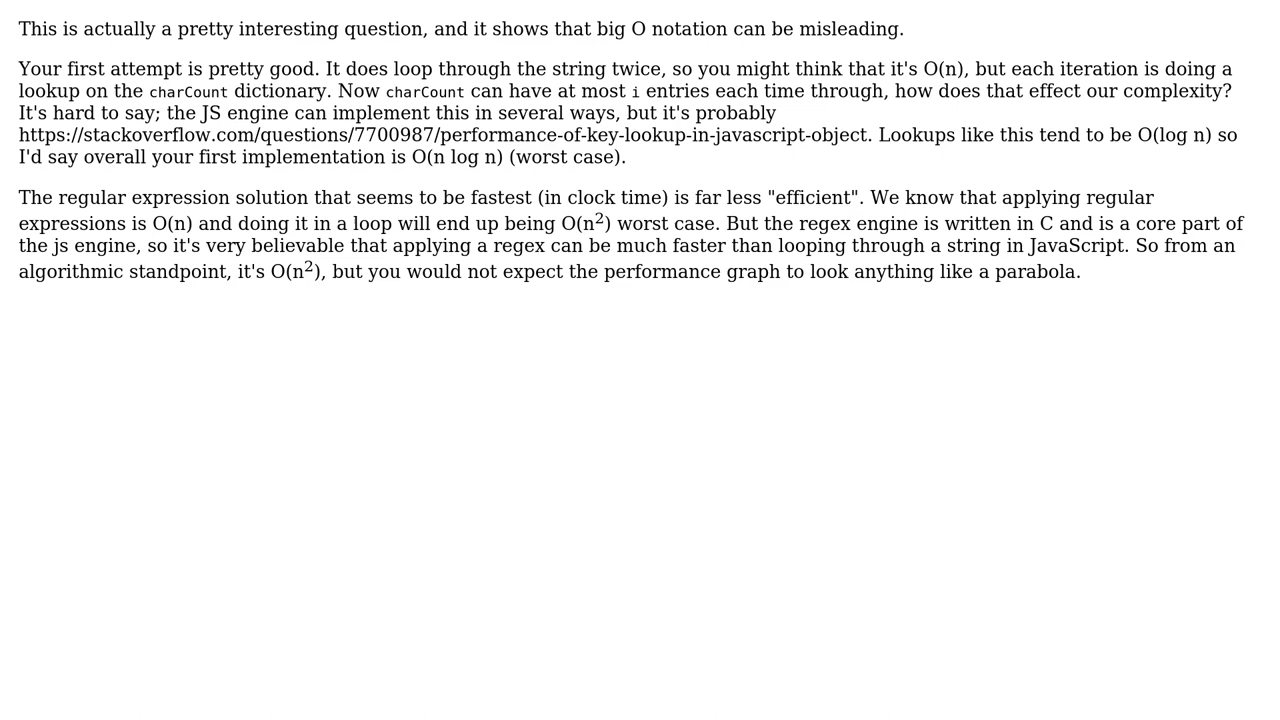 This is actually a pretty interesting question, and it shows that big O notation can be misleading.
Your first attempt is pretty good. It does loop through the string twice, so you might think that it's O(n), but each iteration is doing a
lookup on the charCount dictionary. Now charCount can have at most i entries each time through, how does that effect our complexity?
It's hard to say; the JS engine can implement this in several ways, but it's probably
https://stackoverflow.com/questions/7700987/performance-of-key-lookup-in-javascript-object. Lookups like this tend to be O(log n) so
I'd say overall your first implementation is O(n log n) (worst case).
The regular expression solution that seems to be fastest (in clock time) is far less "efficient". We know that applying regular
expressions is O(n) and doing it in a loop will end up being O(n²) worst case. But the regex engine is written in C and is a core part of
the js engine, so it's very believable that applying a regex can be much faster than looping through a string in JavaScript. So from an
algorithmic standpoint, it's O(n²), but you would not expect the performance graph to look anything like a parabola.